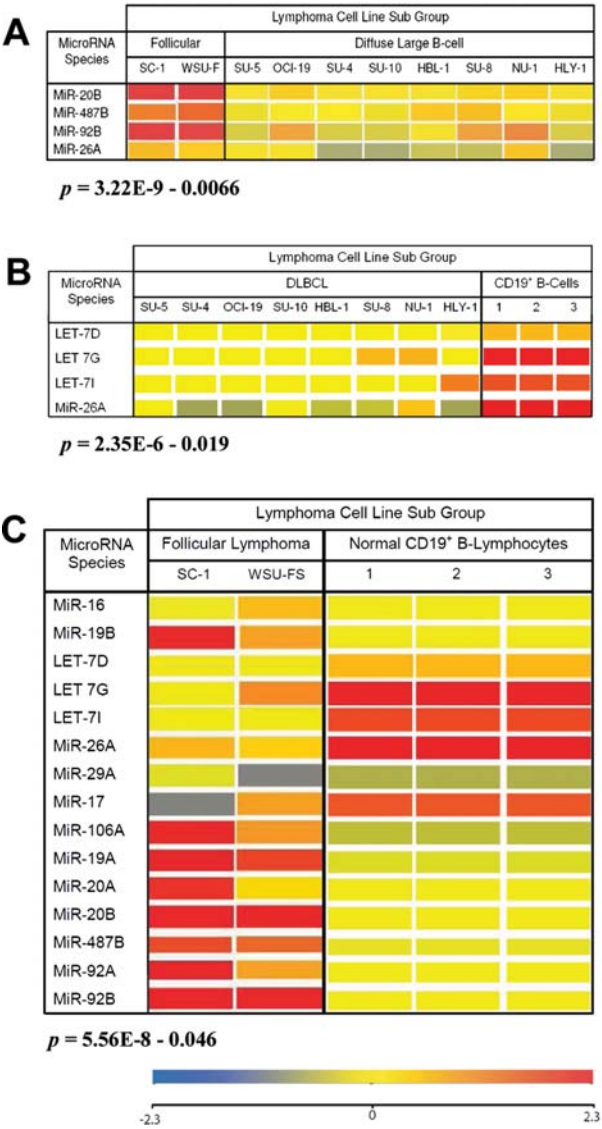 A
Lymphoma Cell Line Sub Group
MicroRNA Species
Follicular
Diffuse Large B-cell
SC-1 WSU-F SU-5 OCI-19 SU-4 SU-10 HBL-1 SU-8 NU-1 HLY-1
MiR-20B
MiR-487B
MiR-92B
MiR-26A
p = 3.22E-9 - 0.0066
B
Lymphoma Cell Line Sub Group
MicroRNA Species
DLBCL
CD19+ B-Cells
SU-5 SU-4 OCI-19 SU-10 HBL-1 SU-8 NU-1 HLY-1 1 2 3
LET-7D
LET 7G
LET-7I
MiR-26A
p = 2.35E-6 - 0.019
C
Lymphoma Cell Line Sub Group
MicroRNA Species
Follicular Lymphoma
Normal CD19+ B-Lymphocytes
SC-1 WSU-FS 1 2 3
MiR-16
MiR-19B
LET-7D
LET 7G
LET-7I
MiR-26A
MiR-29A
MiR-17
MiR-106A
MiR-19A
MiR-20A
MiR-20B
MiR-487B
MiR-92A
MiR-92B
p = 5.56E-8 - 0.046
-2.3 0 2.3